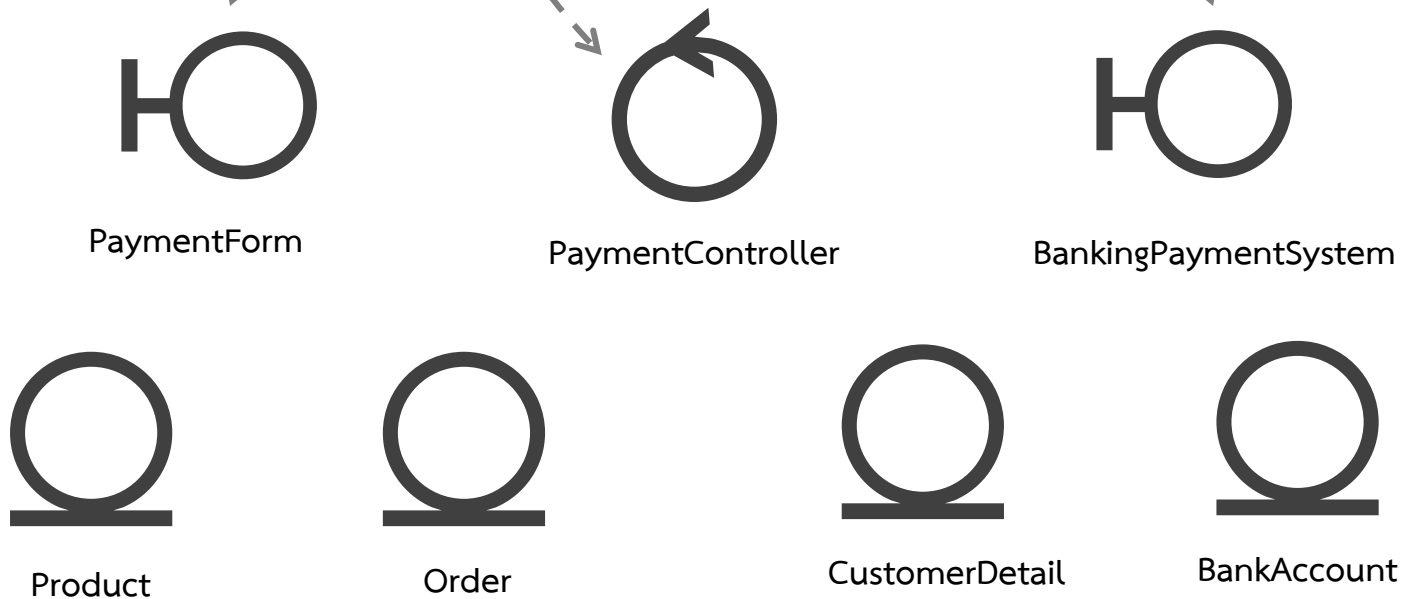 PaymentForm
PaymentController
BankingPaymentSystem
Product
Order
CustomerDetail
BankAccount